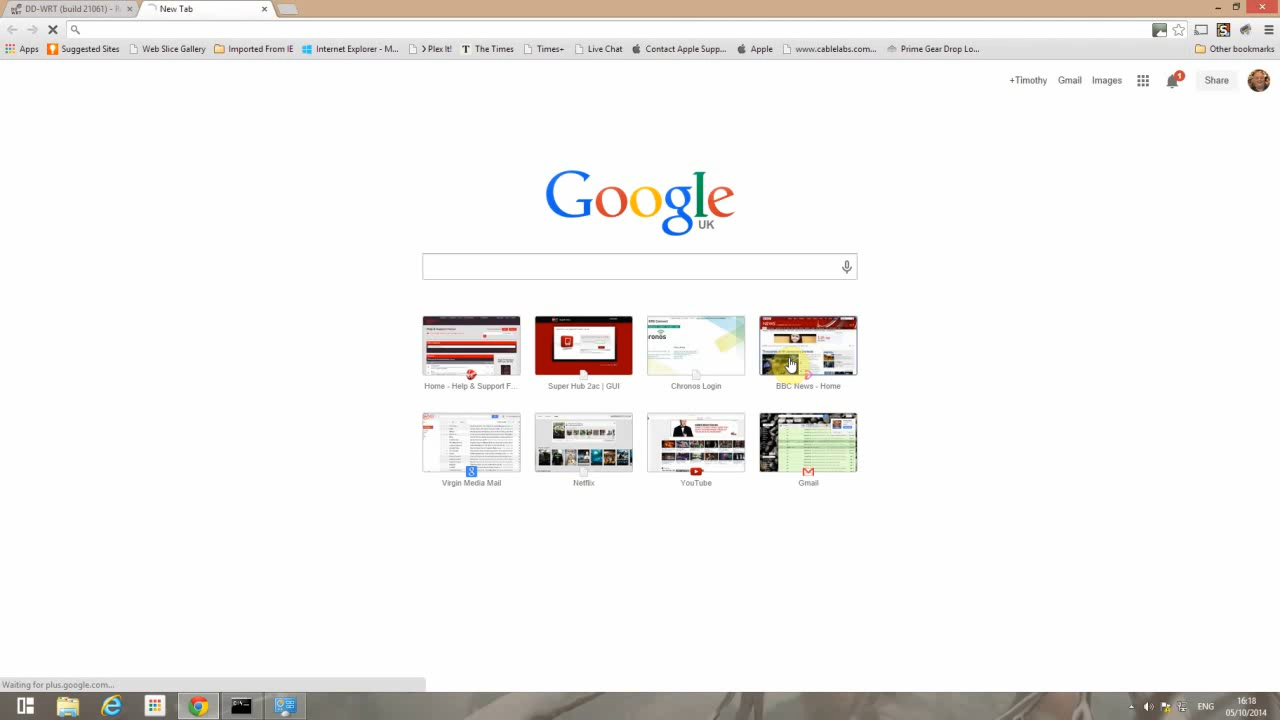 DD-WRT (build 21061) - R
New Tab
Apps
Suggested Sites
Web Slice Gallery
Imported From IE
Internet Explorer - M...
Plex It!
The Times
Times+
Live Chat
Contact Apple Supp...
Apple
www.cablelabs.com...
Prime Gear Drop Lo...
Other bookmarks
+Timothy
Gmail
Images
1
Share
Google
UK
Home - Help & Support F...
Super Hub 2ac | GUI
Chronos Login
BBC News - Home
Virgin Media Mail
Netflix
YouTube
Gmail
Waiting for plus.google.com...
ENG
16:18
05/10/2014